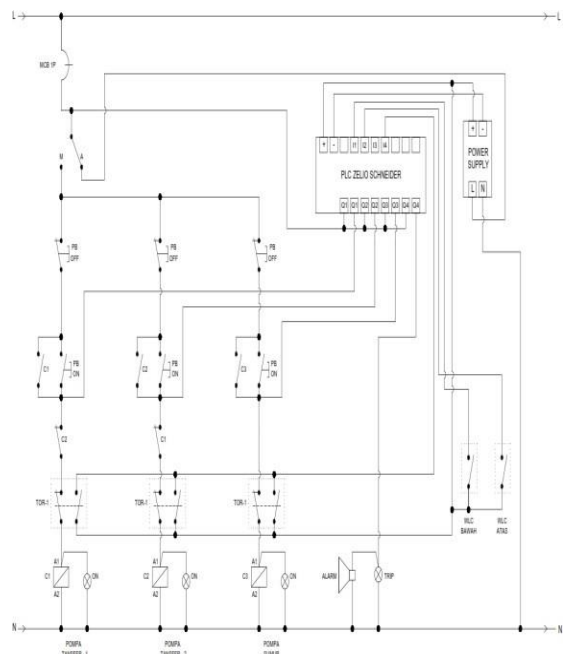 L L
MCB 1P
M A
+ - I1 I2 I3 I4
PLC ZELIO SCHNEIDER
Q1 Q1 Q2 Q2 Q3 Q3 Q4 Q4
+ -
POWER
SUPPLY
L N
PB
OFF
PB
OFF
PB
OFF
C1
PB
ON
C2
PB
ON
C3
PB
ON
C2
C1
TOR-1
TOR-1
TOR-1
WLC
BAWAH
WLC
ATAS
A1
C1
A2
ON
A1
C2
A2
ON
A1
C3
A2
ON
ALARM
TRIP
N N
POMPA
POMPA
POMPA